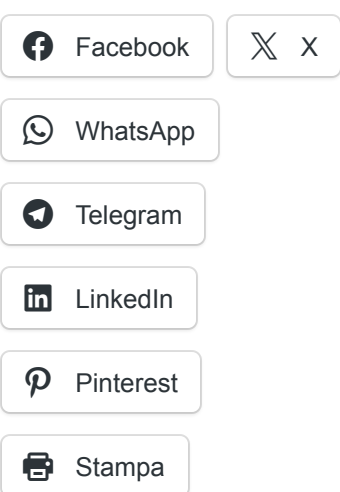 Facebook X
WhatsApp
Telegram
LinkedIn
Pinterest
Stampa